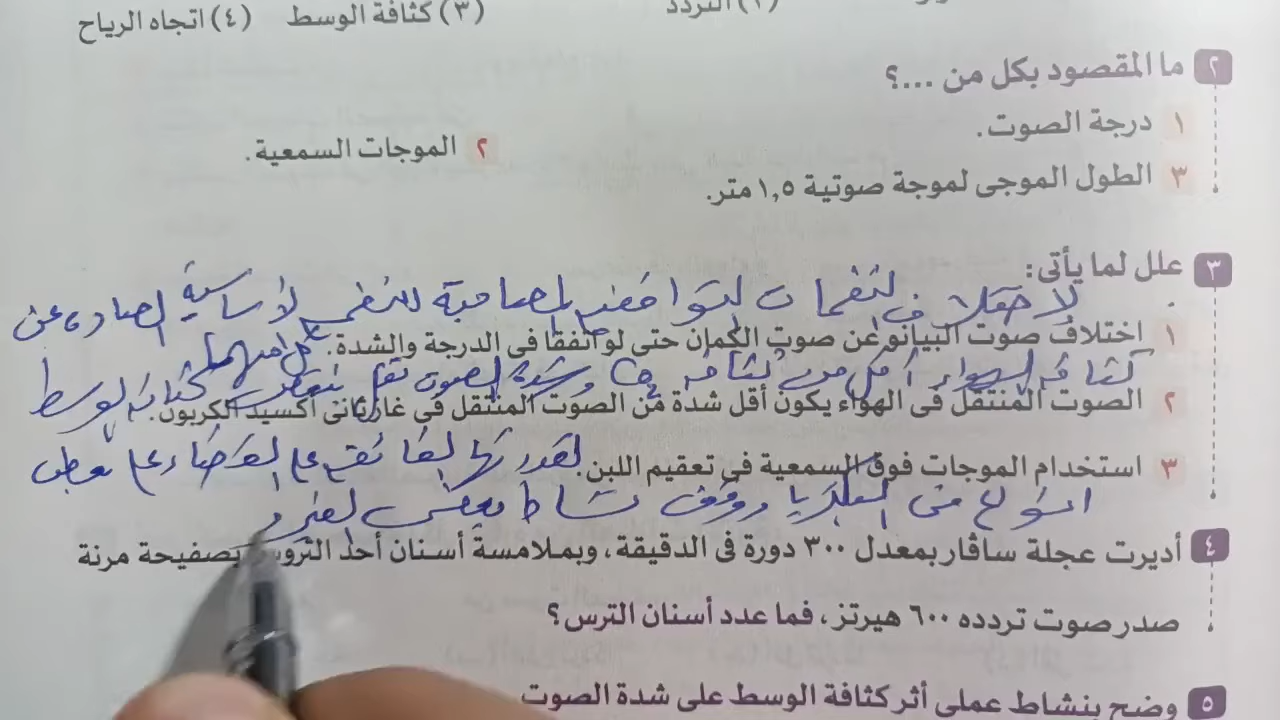 (٢) التردد (٣) كثافة الوسط (٤) اتجاه الرياح
٢ ما المقصود بكل من ...؟
١ درجة الصوت.
٢ الموجات السمعية.
٣ الطول الموجى لموجة صوتية ١,٥ متر.
٣ علل لما يأتى:
لاختلاف فى النغمات التوافقية المصاحبة للنغمة الأساسية الصادرة عن
١ اختلاف صوت البيانو عن صوت الكمان حتى لو اتفقا فى الدرجة والشدة.
كل منهما
كثافة الهواء أقل من كثافة وشدة الصوت تقل بنقص كثافة الوسط
٢ الصوت المنتقل فى الهواء يكون أقل شدة من الصوت المنتقل فى غاز ثانى أكسيد الكربون.
لقدرتها الفائقة على القضاء على بعض
٣ استخدام الموجات فوق السمعية فى تعقيم اللبن.
انواع من البكتريا ووقف نشاط بعض
٤ أديرت عجلة سافار بمعدل ٣٠٠ دورة فى الدقيقة، وبملامسة أسنان أحد التروس بصفيحة مرنة
صدر صوت تردده ٦٠٠ هيرتز، فما عدد أسنان الترس؟
٥ وضح بنشاط عملى أثر كثافة الوسط على شدة الصوت